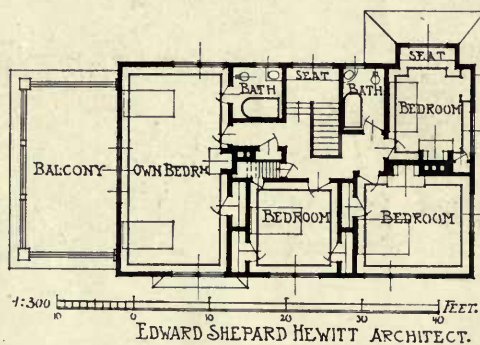 SEAT
BATH
SEAT
BATH
BEDROOM
BALCONY
OWN BEDRM
BEDROOM
BEDROOM
1:300
FEET.
10 0 10 20 30 40
EDWARD SHEPARD HEWITT ARCHITECT.